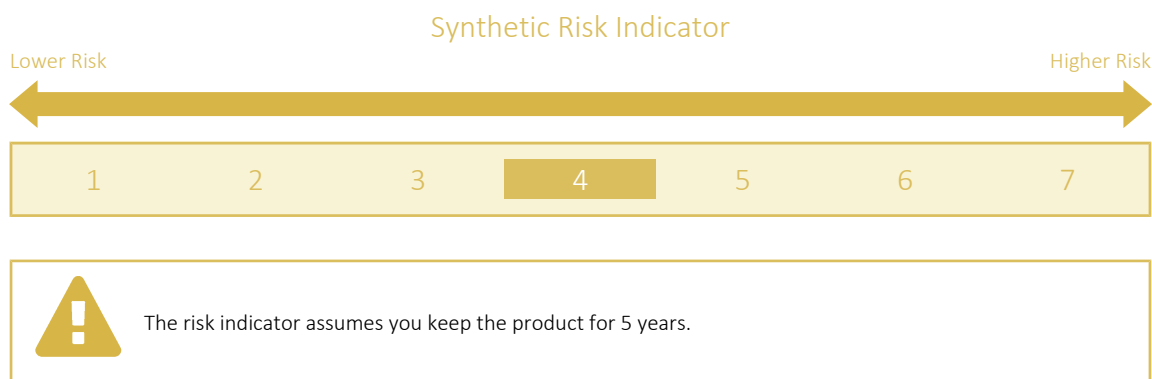 Synthetic Risk Indicator
Lower Risk Higher Risk
1 2 3 4 5 6 7
The risk indicator assumes you keep the product for 5 years.